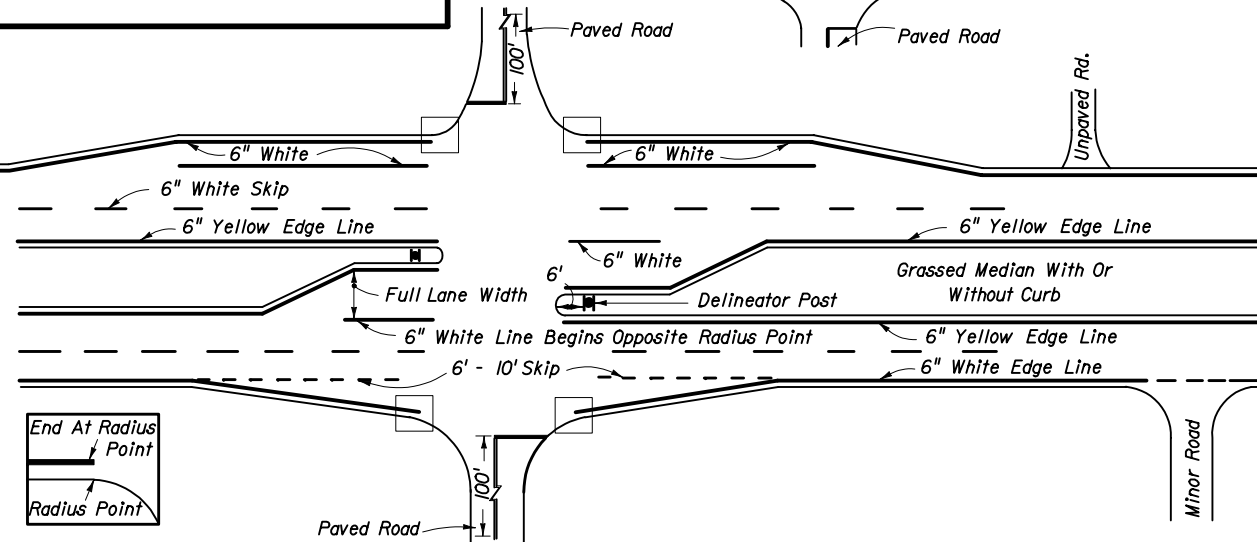 Paved Road
Paved Road
100'
Unpaved Rd.
6" White
6" White
6" White Skip
6" Yellow Edge Line
6" Yellow Edge Line
6" White
6'
Grassed Median With Or
Without Curb
Full Lane Width
Delineator Post
6" White Line Begins Opposite Radius Point
6" Yellow Edge Line
6' - 10' Skip
6" White Edge Line
End At Radius
Point
Radius Point
100'
Minor Road
Paved Road